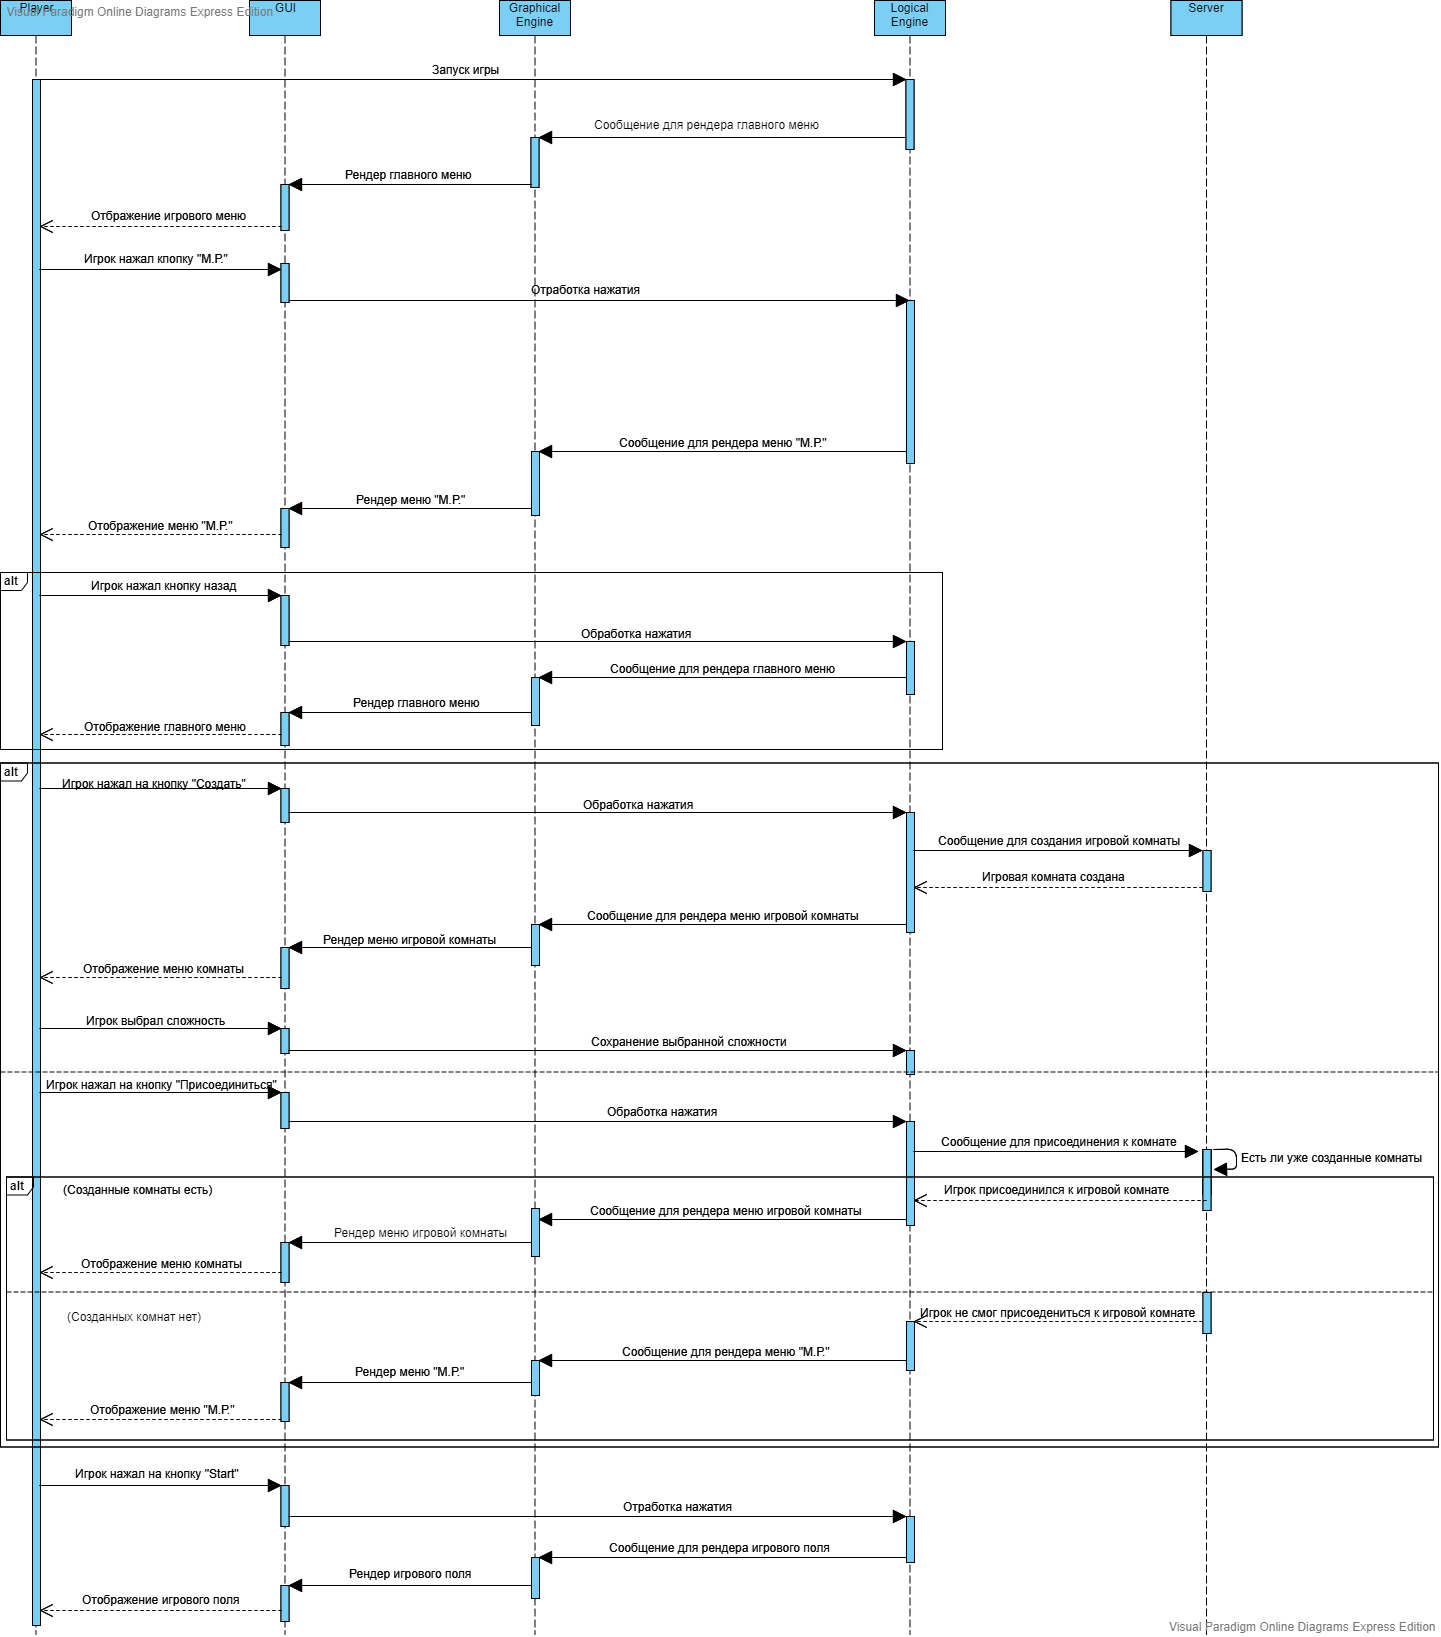 Visual Paradigm Online Diagrams Express Edition
Player
GUI
Graphical
Engine
Logical
Engine
Server
Запуск игры
Сообщение для рендера главного меню
Рендер главного меню
Отбражение игрового меню
Игрок нажал кпопку "М.Р."
Отработка нажатия
Сообщение для рендера меню "М.Р."
Рендер меню "М.Р."
Отображение меню "М.Р."
alt
Игрок нажал кнопку назад
Обработка нажатия
Сообщение для рендера главного меню
Рендер главного меню
Отображение главного меню
alt
Игрок нажал на кнопку "Создать"
Обработка нажатия
Сообщение для создания игровой комнаты
Игровая комната создана
Сообщение для рендера меню игровой комнаты
Рендер меню игровой комнаты
Отображение меню комнаты
Игрок выбрал сложность
Сохранение выбранной сложности
Игрок нажал на кнопку "Присоединиться"
Обработка нажатия
Сообщение для присоединения к комнате
Есть ли уже созданные комнаты
alt
(Созданные комнаты есть)
Игрок присоединился к игровой комнате
Сообщение для рендера меню игровой комнаты
Рендер меню игровой комнаты
Отображение меню комнаты
(Созданных комнат нет)
Игрок не смог присоедениться к игровой комнате
Сообщение для рендера меню "М.Р."
Рендер меню "М.Р."
Отображение меню "М.Р."
Игрок нажал на кнопку "Start"
Отработка нажатия
Сообщение для рендера игрового поля
Рендер игрового поля
Отображение игрового поля
Visual Paradigm Online Diagrams Express Edition